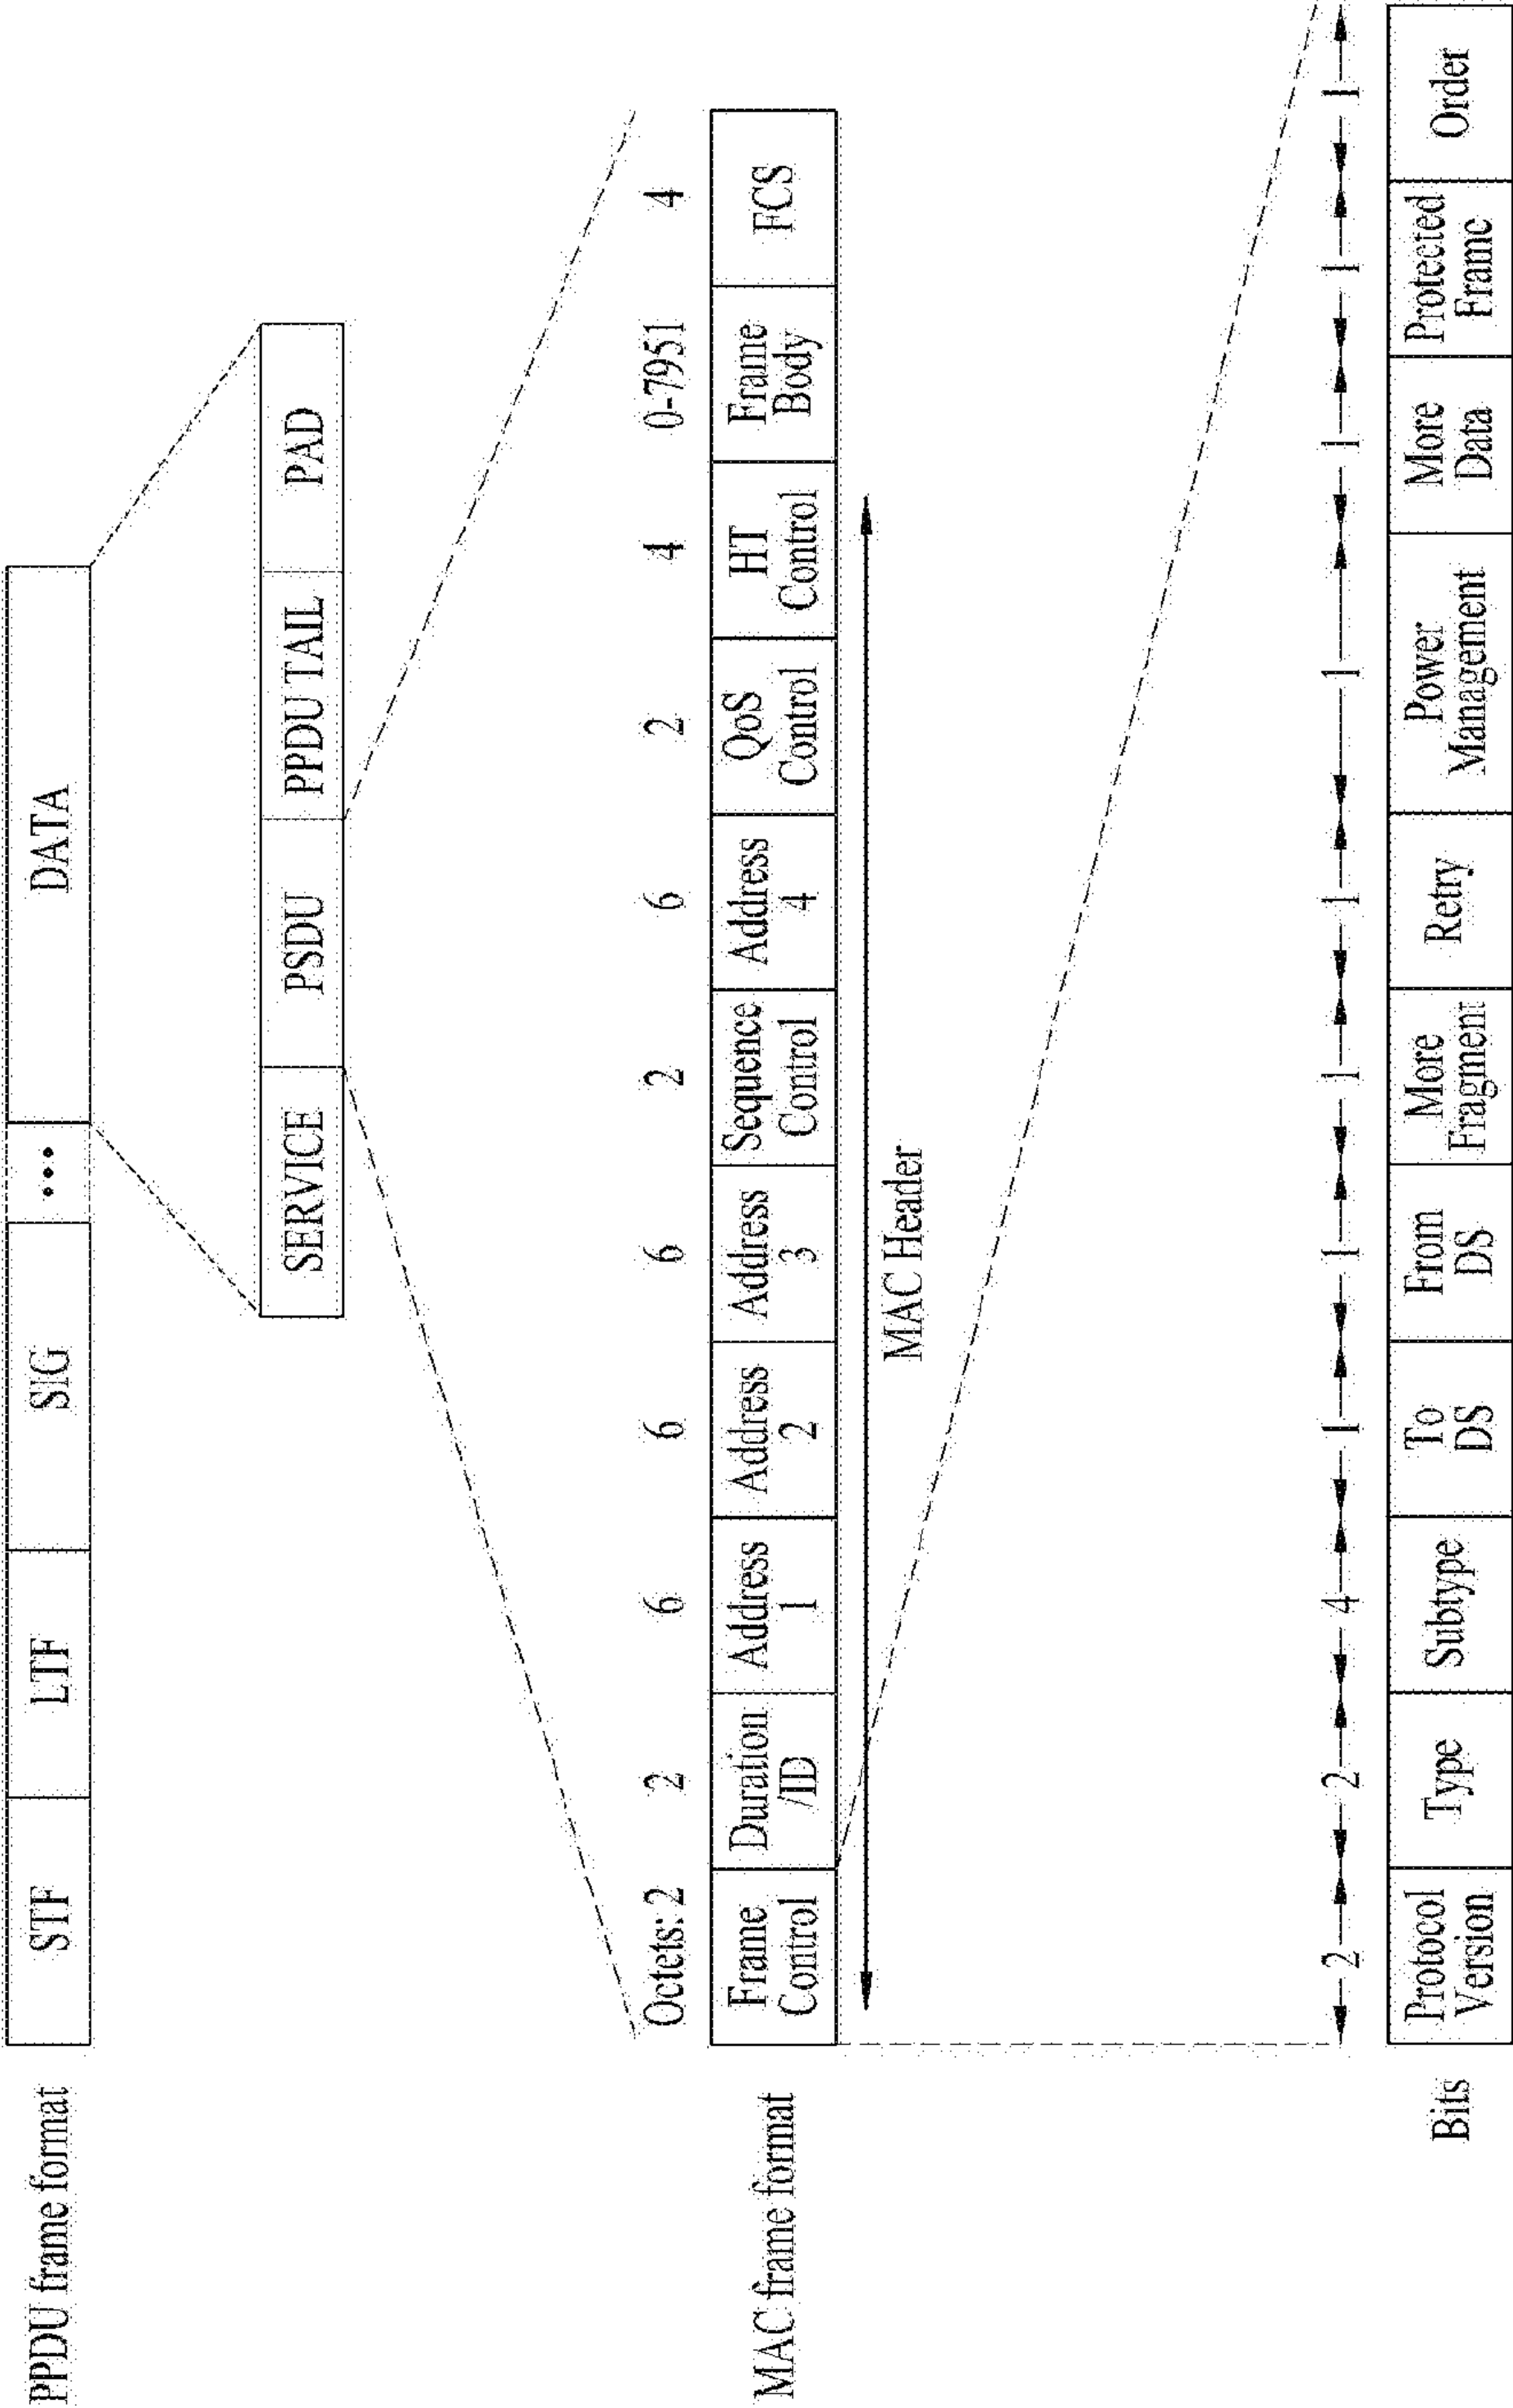 PPDU frame format
STF LTF SIG ••• DATA
SERVICE PSDU PPDU TAIL PAD
Octets: 2 2 6 6 6 2 6 2 4 0-7951 4
MAC frame format
Frame Control
Duration /ID
Address 1
Address 2
Address 3
Sequence Control
Address 4
QoS Control
HT Control
Frame Body
FCS
MAC Header
2 2 4 1 1 1 1 1 1 1 1
Bits
Protocol Version
Type
Subtype
To DS
From DS
More Fragment
Retry
Power Management
More Data
Protected Frame
Order